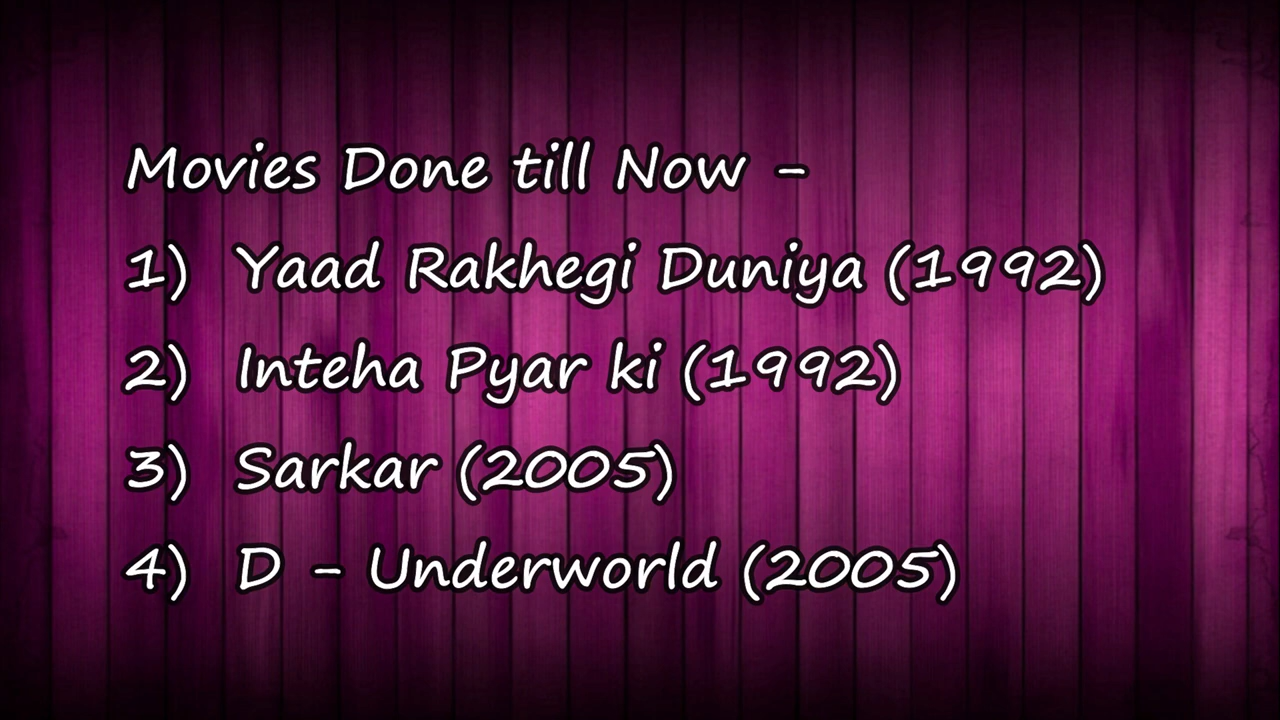 Movies Done till Now -
1) Yaad Rakhegi Duniya (1992)
2) Inteha Pyar ki (1992)
3) Sarkar (2005)
4) D - Underworld (2005)